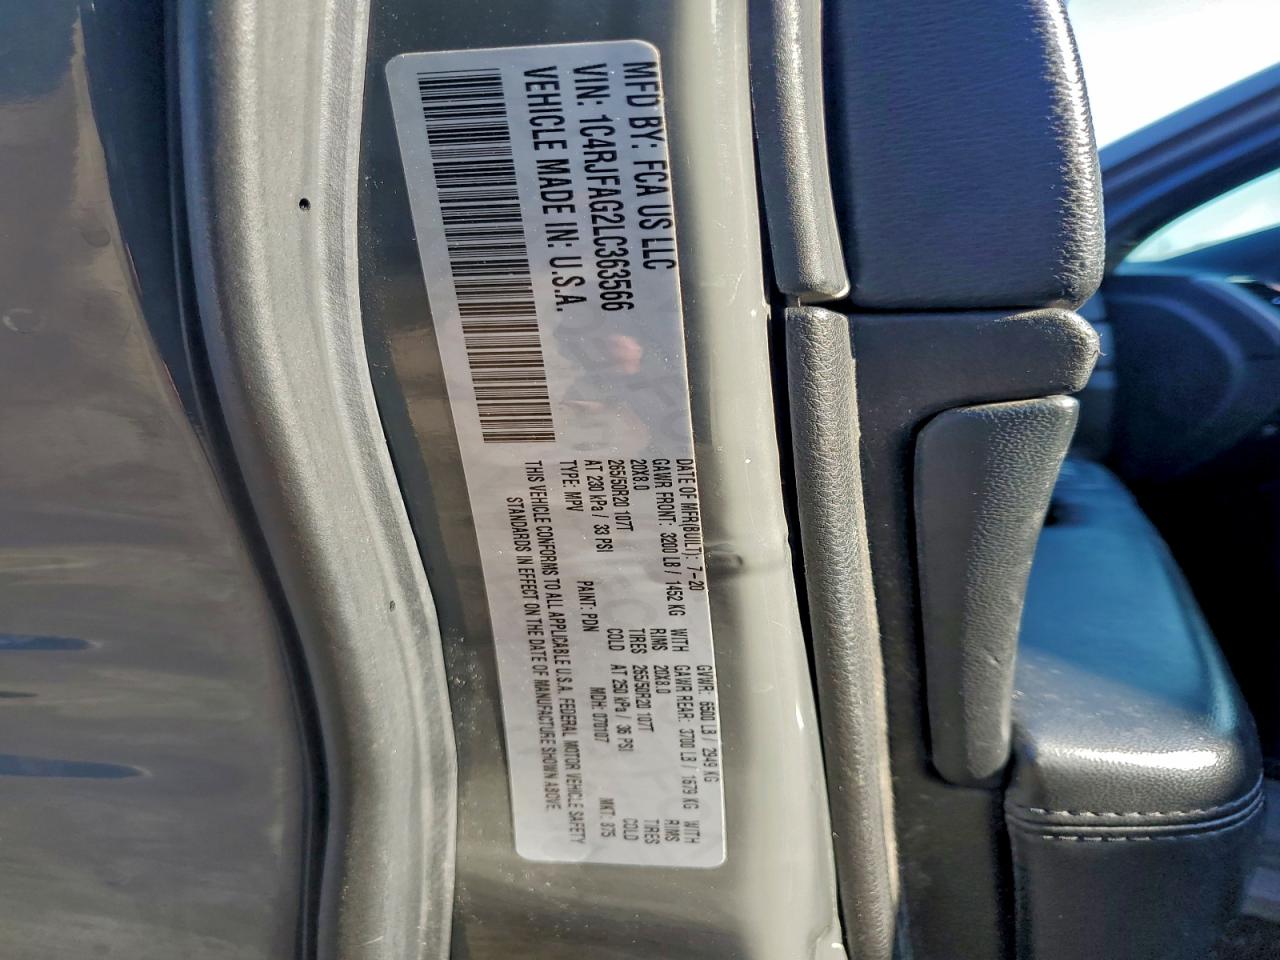 MFD BY: FCA US LLC
VIN: 1C4RJFAG2LC363566
VEHICLE MADE IN: U.S.A.
DATE OF MFR(BUILT): 7-20 GVWR: 6500 LB / 2949 KG
GAWR FRONT: 3200 LB / 1452 KG WITH GAWR REAR: 3700 LB / 1679 KG WITH
20X8.0 RIMS 20X8.0 RIMS
265/50R20 107T TIRES 265/50R20 107T TIRES
AT 230 kPa / 33 PSI COLD AT 250 kPa / 36 PSI COLD
TYPE: MPV PAINT: PDN MDH: 070107 MKT: 875
THIS VEHICLE CONFORMS TO ALL APPLICABLE U.S.A. FEDERAL MOTOR VEHICLE SAFETY
STANDARDS IN EFFECT ON THE DATE OF MANUFACTURE SHOWN ABOVE.